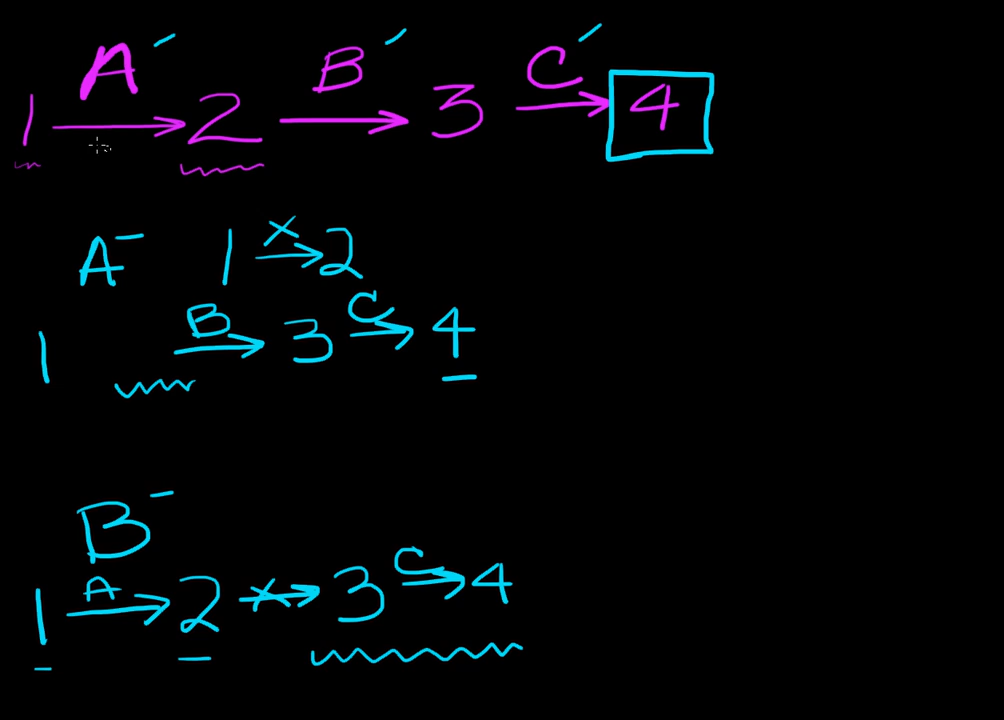 1 A⁻→ 2 B⁻→ 3 C⁻→ 4
A⁻ 1 X→ 2
1 B→ 3 C→ 4
B⁻
1 A→ 2 X→ 3 C→ 4